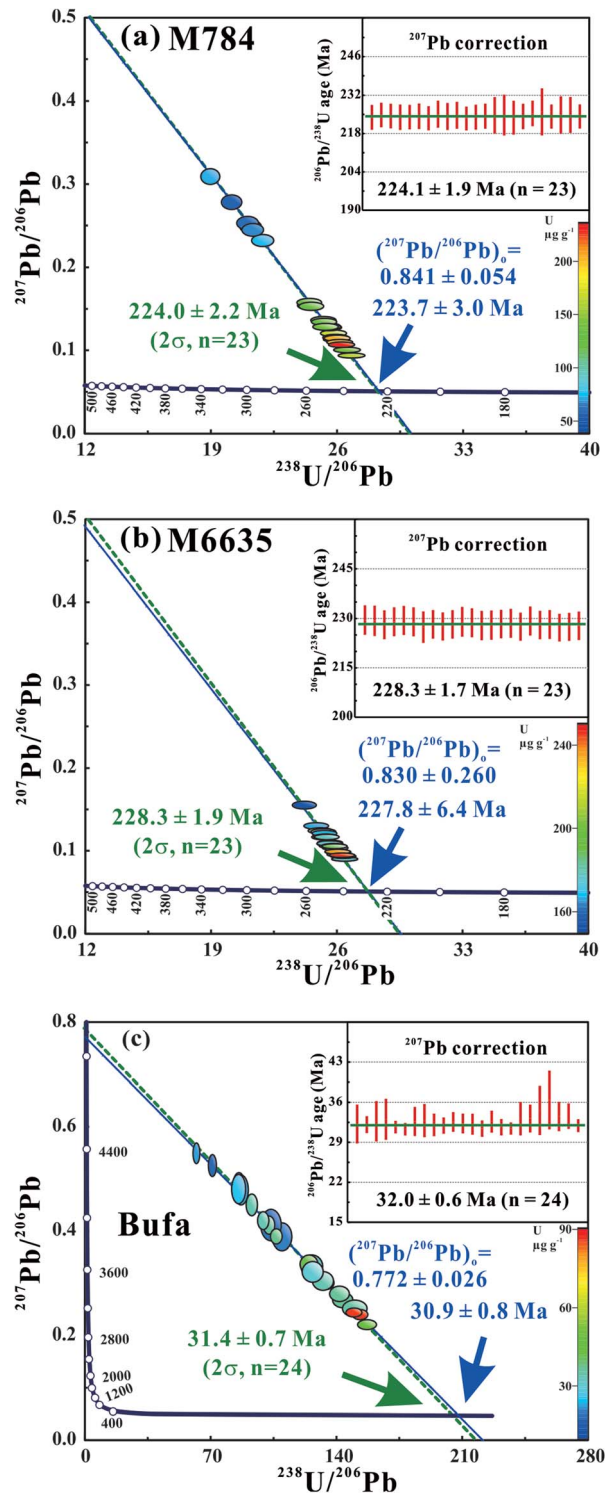 (a) M784
0.5
0.4
0.3
0.2
0.1
0.0
²⁰⁷Pb/²⁰⁶Pb
²⁰⁷Pb correction
246
232
218
204
190
²⁰⁶Pb/²³⁸U age (Ma)
224.1 ± 1.9 Ma (n = 23)
U
µg g⁻¹
200
150
100
50
(²⁰⁷Pb/²⁰⁶Pb)ₒ=
0.841 ± 0.054
223.7 ± 3.0 Ma
224.0 ± 2.2 Ma
(2σ, n=23)
500 460 420 380 340 300 260 220 180
12 19 26 33 40
²³⁸U/²⁰⁶Pb
(b) M6635
0.5
0.4
0.3
0.2
0.1
0.0
²⁰⁷Pb/²⁰⁶Pb
²⁰⁷Pb correction
245
230
215
200
²⁰⁶Pb/²³⁸U age (Ma)
228.3 ± 1.7 Ma (n = 23)
U
µg g⁻¹
240
200
160
(²⁰⁷Pb/²⁰⁶Pb)ₒ=
0.830 ± 0.260
227.8 ± 6.4 Ma
228.3 ± 1.9 Ma
(2σ, n=23)
500 460 420 380 340 300 260 220 180
12 19 26 33 40
²³⁸U/²⁰⁶Pb
(c)
0.8
0.6
0.4
0.2
0.0
²⁰⁷Pb/²⁰⁶Pb
²⁰⁷Pb correction
43
36
29
22
15
²⁰⁶Pb/²³⁸U age (Ma)
32.0 ± 0.6 Ma (n = 24)
4400
Bufa
3600
2800
2000
1200
400
U
µg g⁻¹
90
60
30
(²⁰⁷Pb/²⁰⁶Pb)ₒ=
0.772 ± 0.026
30.9 ± 0.8 Ma
31.4 ± 0.7 Ma
(2σ, n=24)
0 70 140 210 280
²³⁸U/²⁰⁶Pb